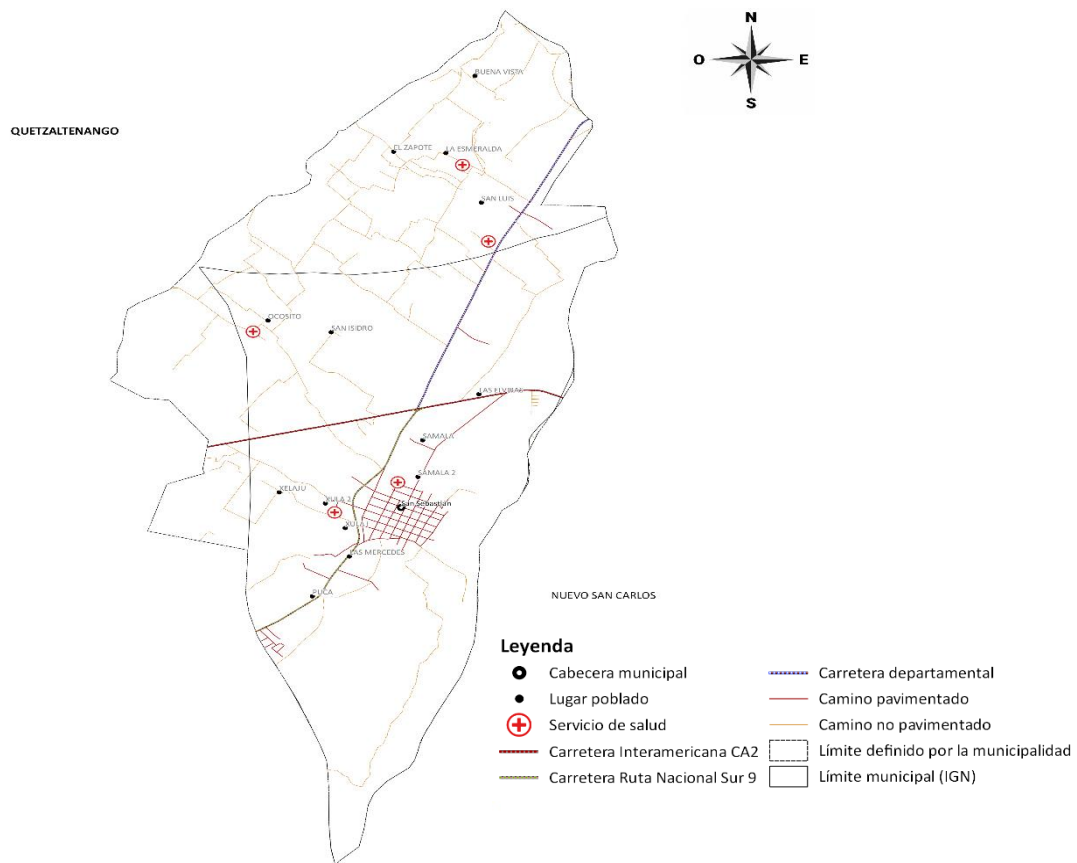 N
O
E
S
QUETZALTENANGO
BUENA VISTA
EL ZAPOTE
LA ESMERALDA
SAN LUIS
OCOSITO
SAN ISIDRO
LAS ELVIRAS
SAMALA
SAMALA 2
XELAJU
XULA 2
San Sebastian
XULA
LAS MERCEDES
PUCA
NUEVO SAN CARLOS
Leyenda
Cabecera municipal
Lugar poblado
Servicio de salud
Carretera Interamericana CA2
Carretera Ruta Nacional Sur 9
Carretera departamental
Camino pavimentado
Camino no pavimentado
Límite definido por la municipalidad
Límite municipal (IGN)